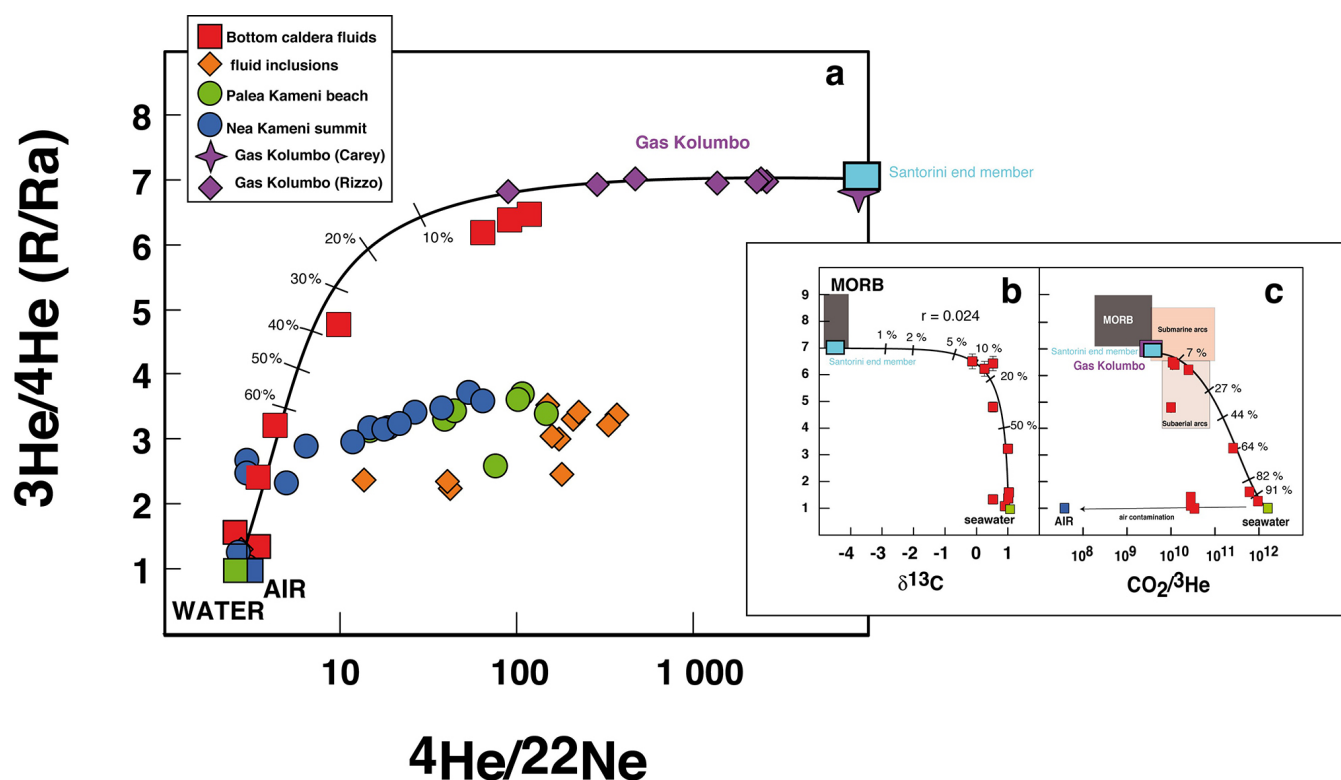 Bottom caldera fluids
fluid inclusions
Palea Kameni beach
Nea Kameni summit
Gas Kolumbo (Carey)
Gas Kolumbo (Rizzo)
a
3He/4He (R/Ra)
8
7
6
5
4
3
2
1
Gas Kolumbo
Santorini end member
10%
20%
30%
40%
50%
60%
AIR
WATER
10
100
1 000
4He/22Ne
MORB
b
r = 0.024
9
8
7
6
5
4
3
2
1
1 %
2 %
5 %
10 %
20 %
50 %
Santorini end member
seawater
-4
-3
-2
-1
0
1
δ13C
c
MORB
Submarine arcs
Santorini end member
Gas Kolumbo
7 %
27 %
44 %
64 %
82 %
91 %
Subaerial arcs
AIR
air contamination
seawater
10⁸
10⁹
10¹⁰
10¹¹
10¹²
CO2/3He